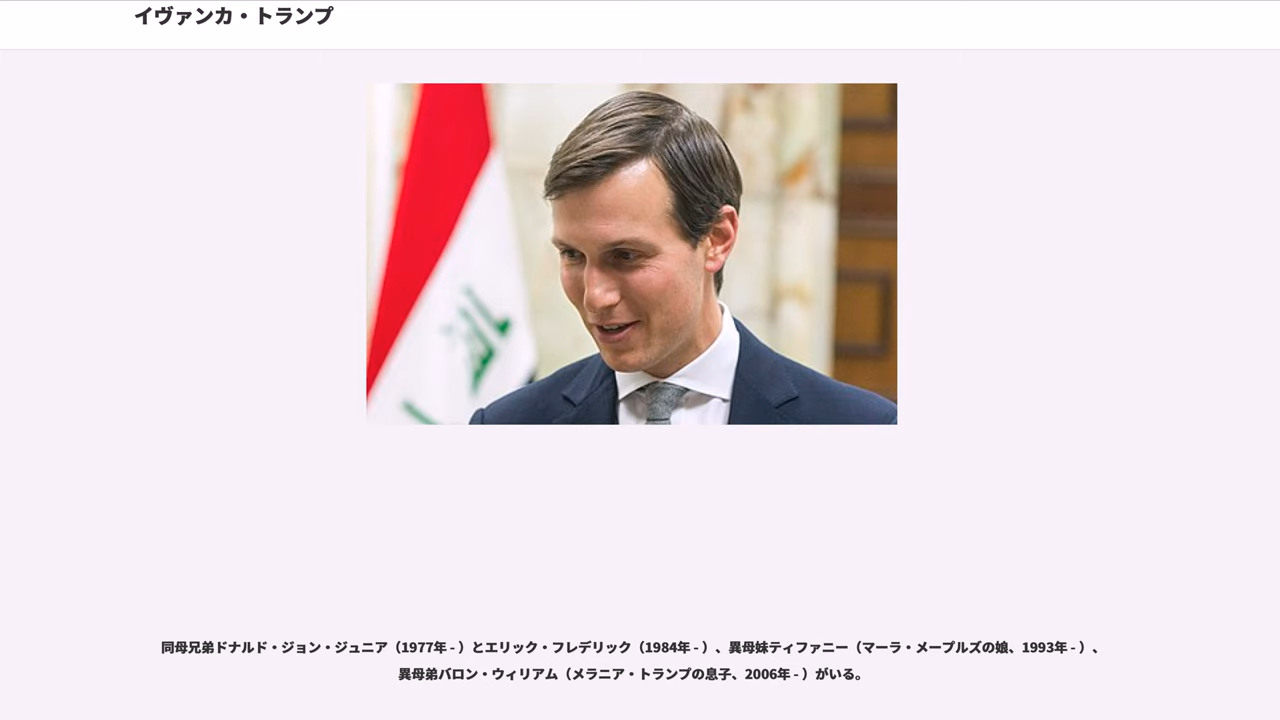 イヴァンカ・トランプ
同母兄弟ドナルド・ジョン・ジュニア（1977年 - ）とエリック・フレデリック（1984年 - ）、異母妹ティファニー（マーラ・メープルズの娘、1993年 - ）、
異母弟バロン・ウィリアム（メラニア・トランプの息子、2006年 - ）がいる。